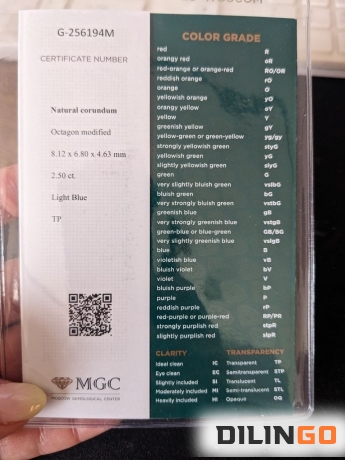 G-256194M
CERTIFICATE NUMBER
Natural corundum
Octagon modified
8.12 x 6.80 x 4.63 mm
2.50 ct.
Light Blue
TP
MGC
MOSCOW GEMOLOGICAL CENTER
COLOR GRADE
red R
orangy red oR
red-orange or orange-red RO/OR
reddish orange rO
orange O
yellowish orange yO
orangy yellow oY
yellow Y
greenish yellow gY
yellow-green or green-yellow yg/gy
strongly yellowish green styG
yellowish green yG
slightly yellowish green slyG
green G
very slightly bluish green vslbG
bluish green bG
very strongly bluish green vstbG
greenish blue gB
very strongly greenish blue vstgB
green-blue or blue-green GB/BG
very slightly greenish blue vslgB
blue B
violetish blue vB
bluish violet bV
violet V
bluish purple bP
purple P
reddish purple rP
red-purple or purple-red RP/PR
strongly purplish red stpR
slightly purplish red slpR
CLARITY TRANSPARENCY
Ideal clean IC Transparent TP
Eye clean EC Semitransparent STP
Slightly included SI Translucent TL
Moderately included MI Semi-translucent STL
Heavily included HI Opaque OG
DILINGO